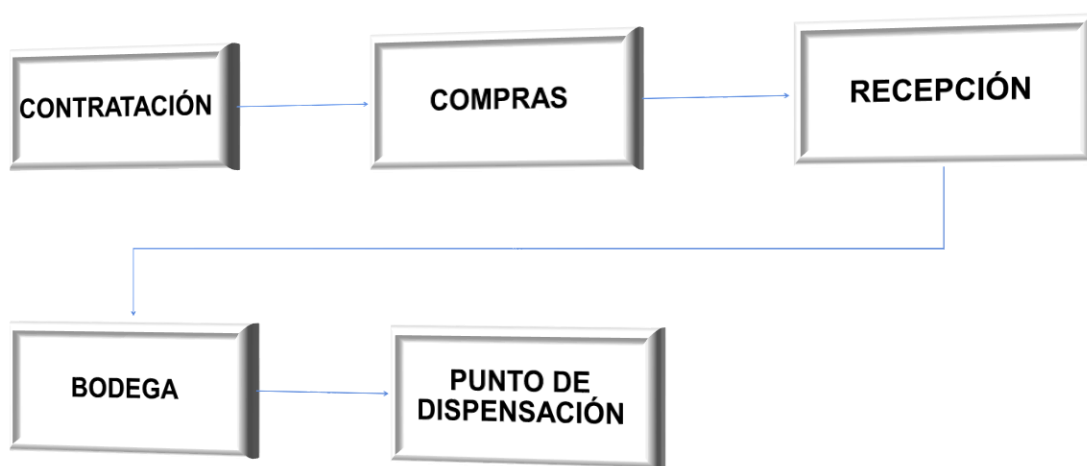 CONTRATACIÓN
COMPRAS
RECEPCIÓN
BODEGA
PUNTO DE
DISPENSACIÓN